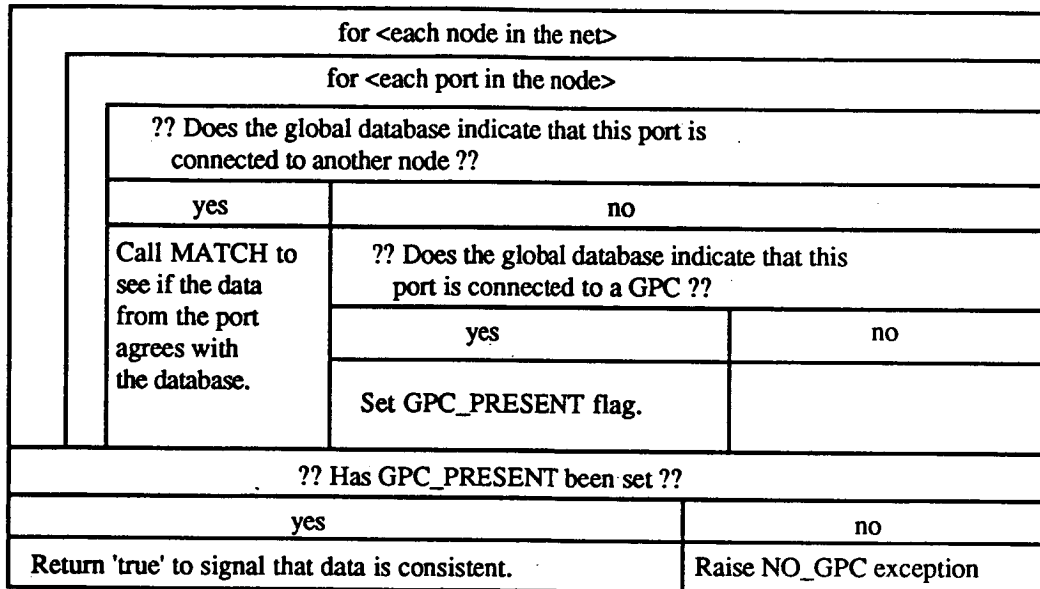 for <each node in the net>
for <each port in the node>
?? Does the global database indicate that this port is
connected to another node ??
yes
no
Call MATCH to
see if the data
from the port
agrees with
the database.
?? Does the global database indicate that this
port is connected to a GPC ??
yes
no
Set GPC_PRESENT flag.
?? Has GPC_PRESENT been set ??
yes
no
Return 'true' to signal that data is consistent.
Raise NO_GPC exception